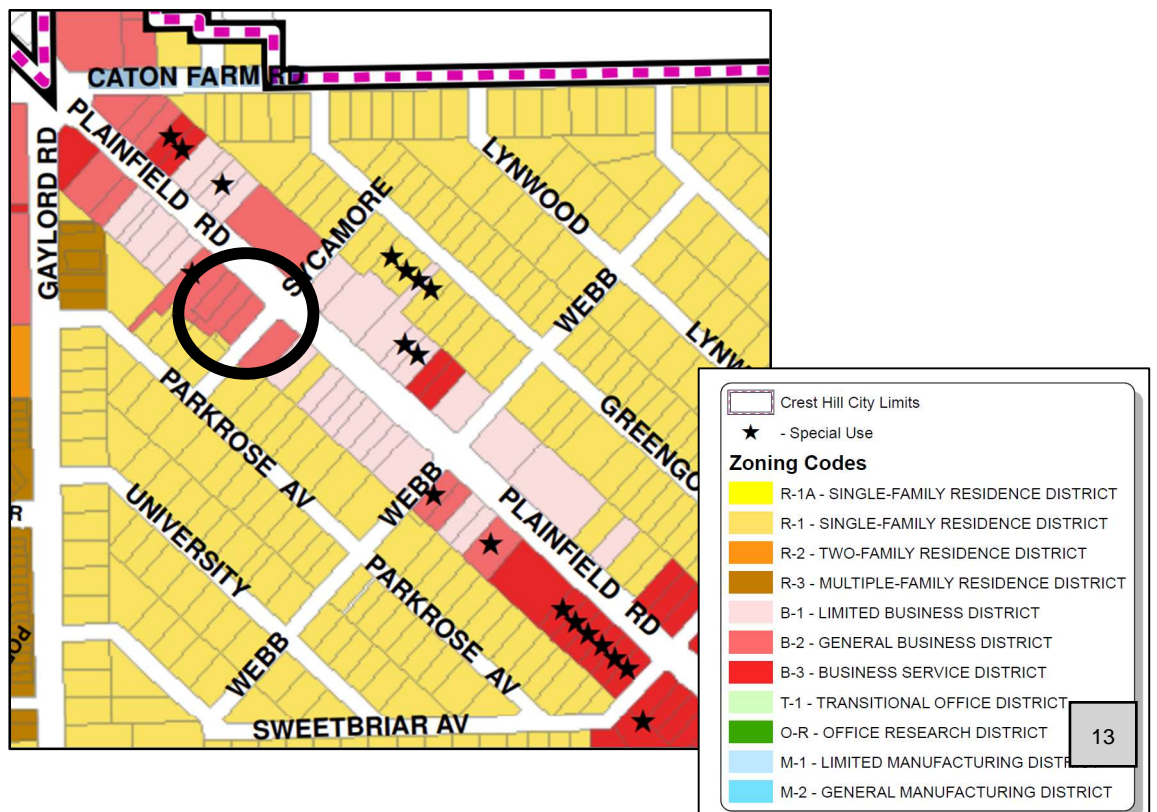 CATON FARM RD
PLAINFIELD RD
GAYLORD RD
SYCAMORE
LYNWOOD
WEBB
PARKROSE AV
GREENGO
UNIVERSITY
WEBB
PLAINFIELD RD
R
PARKROSE AV
WEBB
SWEETBRIAR AV
Crest Hill City Limits
★ - Special Use
Zoning Codes
R-1A - SINGLE-FAMILY RESIDENCE DISTRICT
R-1 - SINGLE-FAMILY RESIDENCE DISTRICT
R-2 - TWO-FAMILY RESIDENCE DISTRICT
R-3 - MULTIPLE-FAMILY RESIDENCE DISTRICT
B-1 - LIMITED BUSINESS DISTRICT
B-2 - GENERAL BUSINESS DISTRICT
B-3 - BUSINESS SERVICE DISTRICT
T-1 - TRANSITIONAL OFFICE DISTRICT
O-R - OFFICE RESEARCH DISTRICT
13
M-1 - LIMITED MANUFACTURING DISTR
M-2 - GENERAL MANUFACTURING DISTRICT